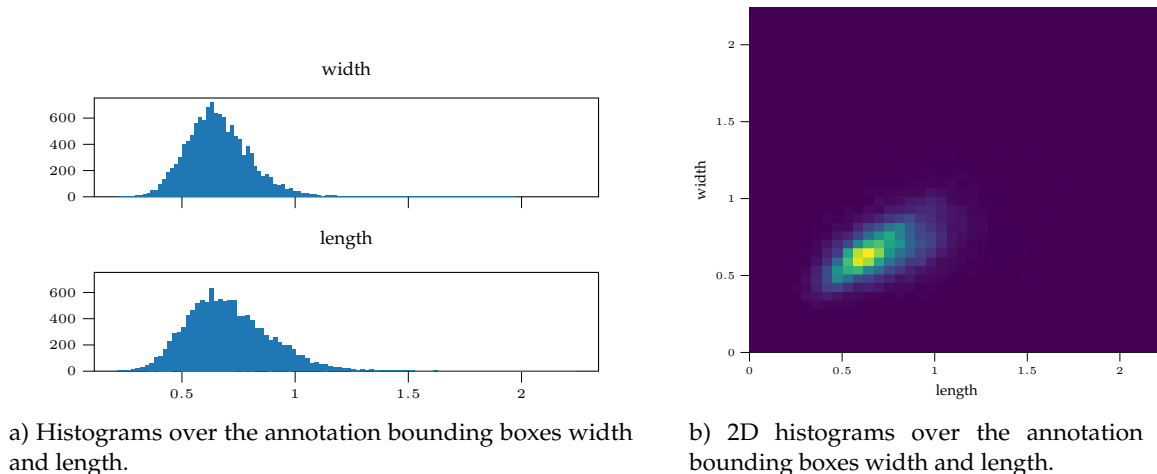 width
600
400
200
0
length
600
400
200
0
0.5 1 1.5 2
a) Histograms over the annotation bounding boxes width
and length.
2
1.5
width
1
0.5
0
0 0.5 1 1.5 2
length
b) 2D histograms over the annotation
bounding boxes width and length.